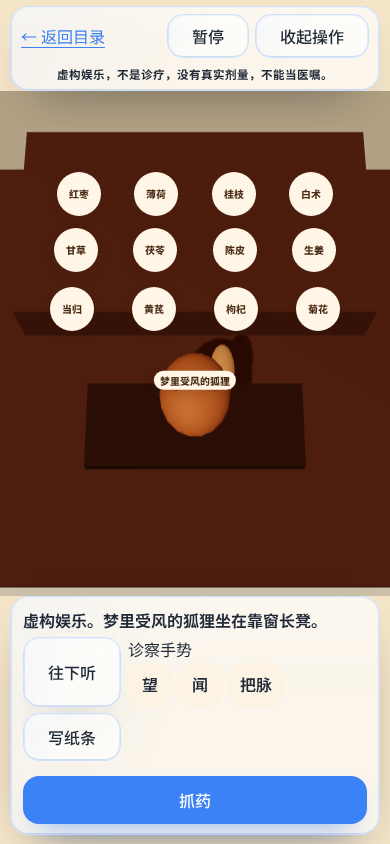 ← 返回目录
暂停
收起操作
虚构娱乐，不是诊疗，没有真实剂量，不能当医嘱。
红枣 薄荷 桂枝 白术
甘草 茯苓 陈皮 生姜
当归 黄芪 枸杞 菊花
梦里受风的狐狸
虚构娱乐。梦里受风的狐狸坐在靠窗长凳。
往下听
诊察手势
望 闻 把脉
写纸条
抓药